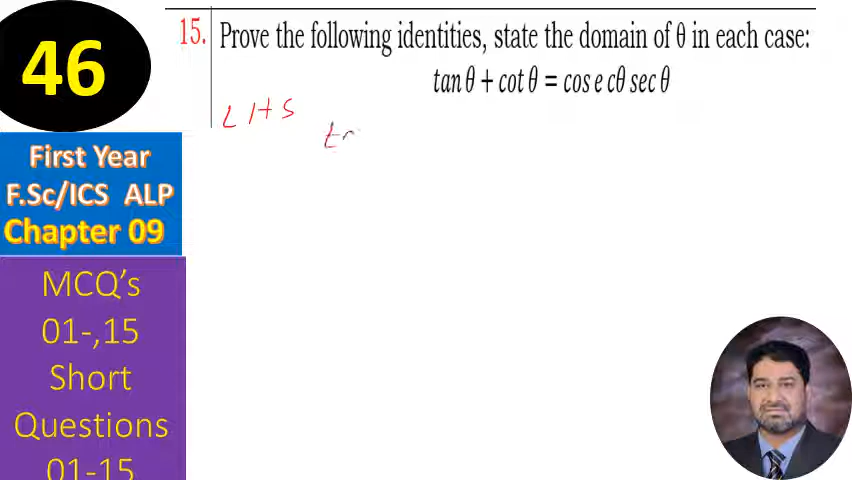 46
15. Prove the following identities, state the domain of θ in each case:
tan θ + cot θ = cos e cθ sec θ
LHS
First Year
F.Sc/ICS ALP
Chapter 09
MCQ's
01-,15
Short
Questions
01-15